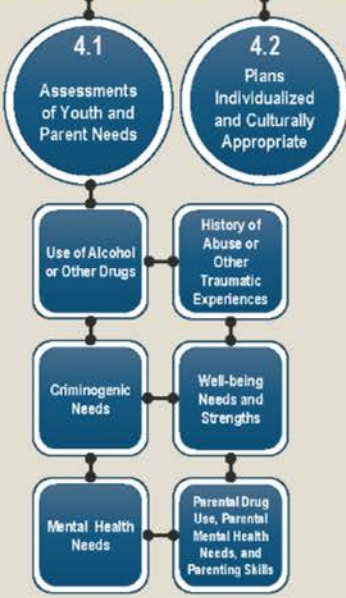 4.1
Assessments
of Youth and
Parent Needs
4.2
Plans
Individualized
and Culturally
Appropriate
Use of Alcohol
or Other Drugs
History of
Abuse or
Other
Traumatic
Experiences
Criminogenic
Needs
Well-being
Needs and
Strengths
Mental Health
Needs
Parental Drug
Use, Parental
Mental Health
Needs, and
Parenting Skills